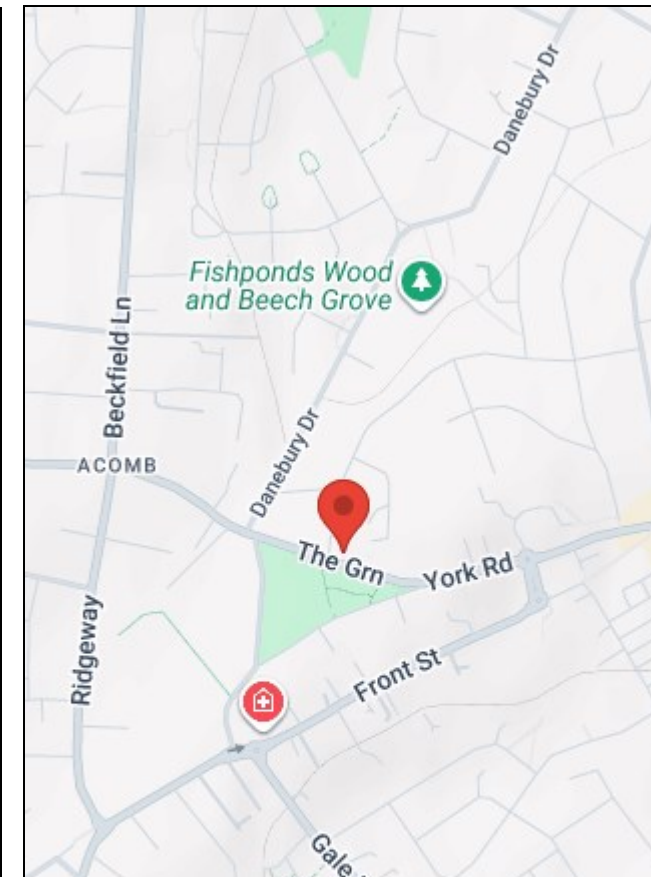 Danebury Dr
Fishponds Wood
and Beech Grove
Beckfield Ln
Danebury Dr
ACOMB
The Grn
York Rd
Ridgeway
Front St